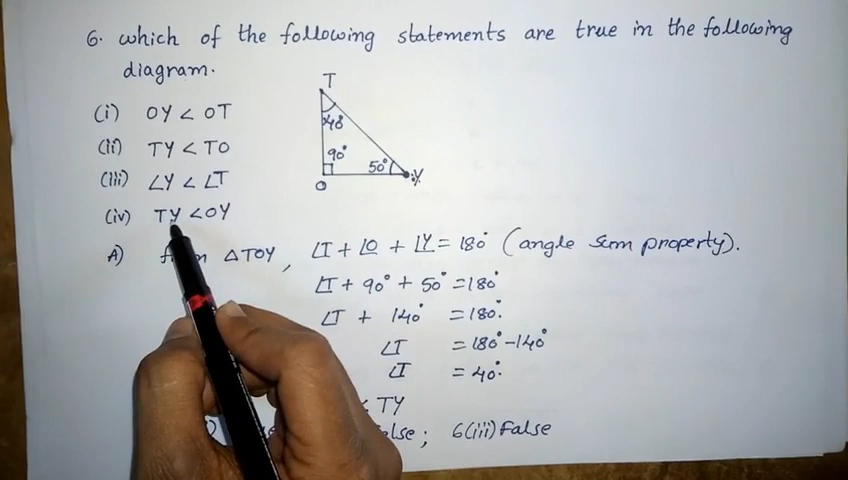 6. which of the following statements are true in the following
diagram.
(i) OY < OT
(ii) TY < TO
(iii) ∠Y < ∠T
(iv) TY < OY
T
40°
90°
50°
O
Y
A) △TOY, ∠T + ∠O + ∠Y = 180° (angle sum property).
∠T + 90° + 50° = 180°
∠T + 140° = 180°.
∠T = 180° - 140°
∠T = 40°.
< TY
; 6(iii) False